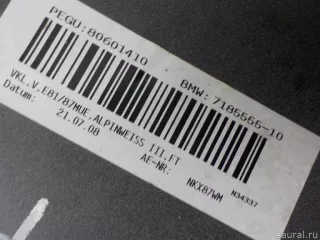 PEGU:80601410
BMW: 7186666-10
VKL.V.E81/87MUE.ALPINWEISS III.FT
Datum:
21.07.08
AE-NR:
NKX87WM
N34337
eaural.ru